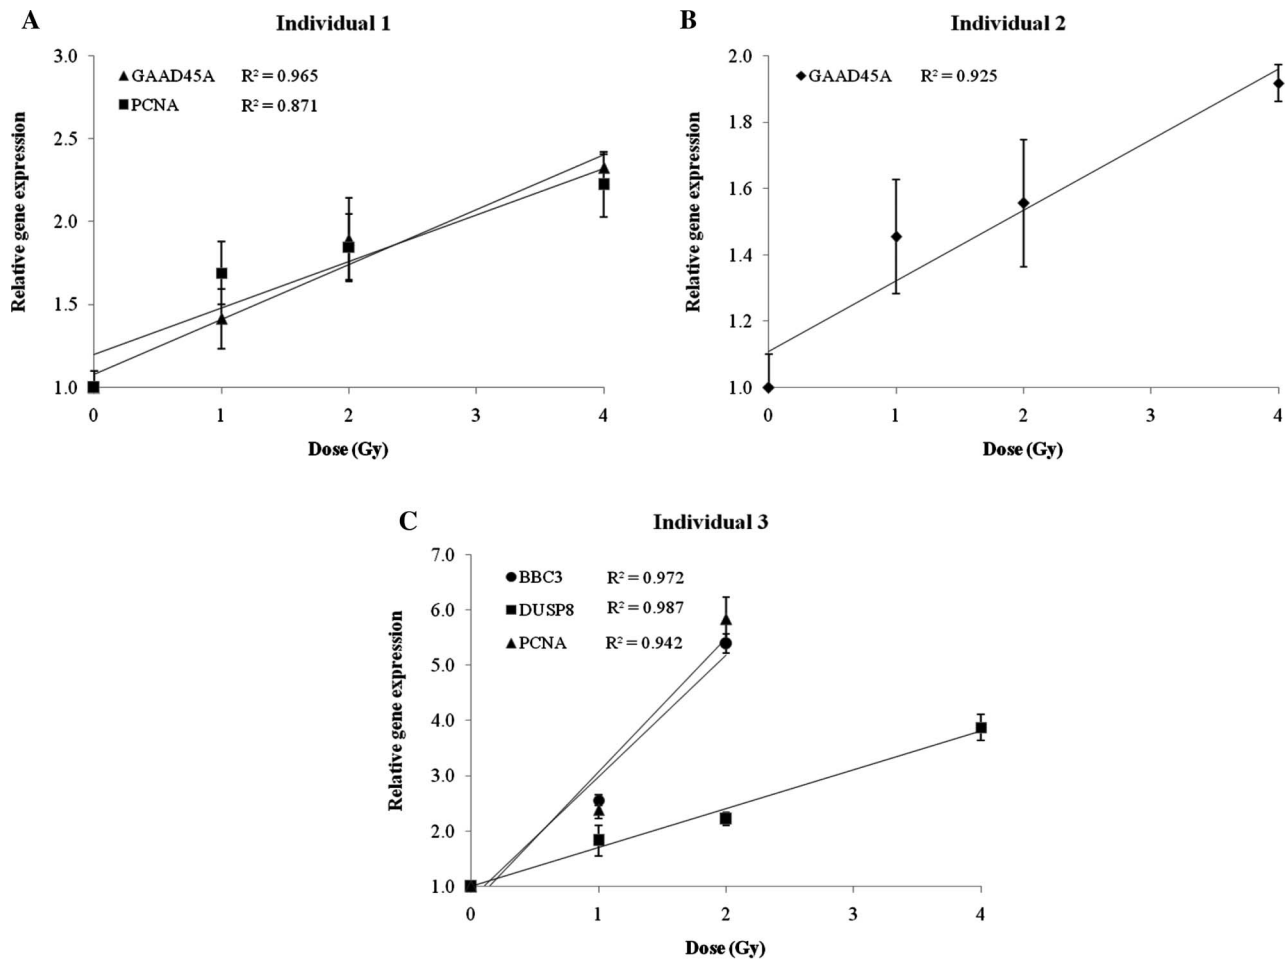 A
Individual 1
3.0
2.5
2.0
1.5
1.0
Relative gene expression
GAAD45A R² = 0.965
PCNA R² = 0.871
0 1 2 3 4
Dose (Gy)
B
Individual 2
2.0
1.8
1.6
1.4
1.2
1.0
Relative gene expression
GAAD45A R² = 0.925
0 1 2 3 4
Dose (Gy)
C
Individual 3
7.0
6.0
5.0
4.0
3.0
2.0
1.0
Relative gene expression
BBC3 R² = 0.972
DUSP8 R² = 0.987
PCNA R² = 0.942
0 1 2 3 4
Dose (Gy)